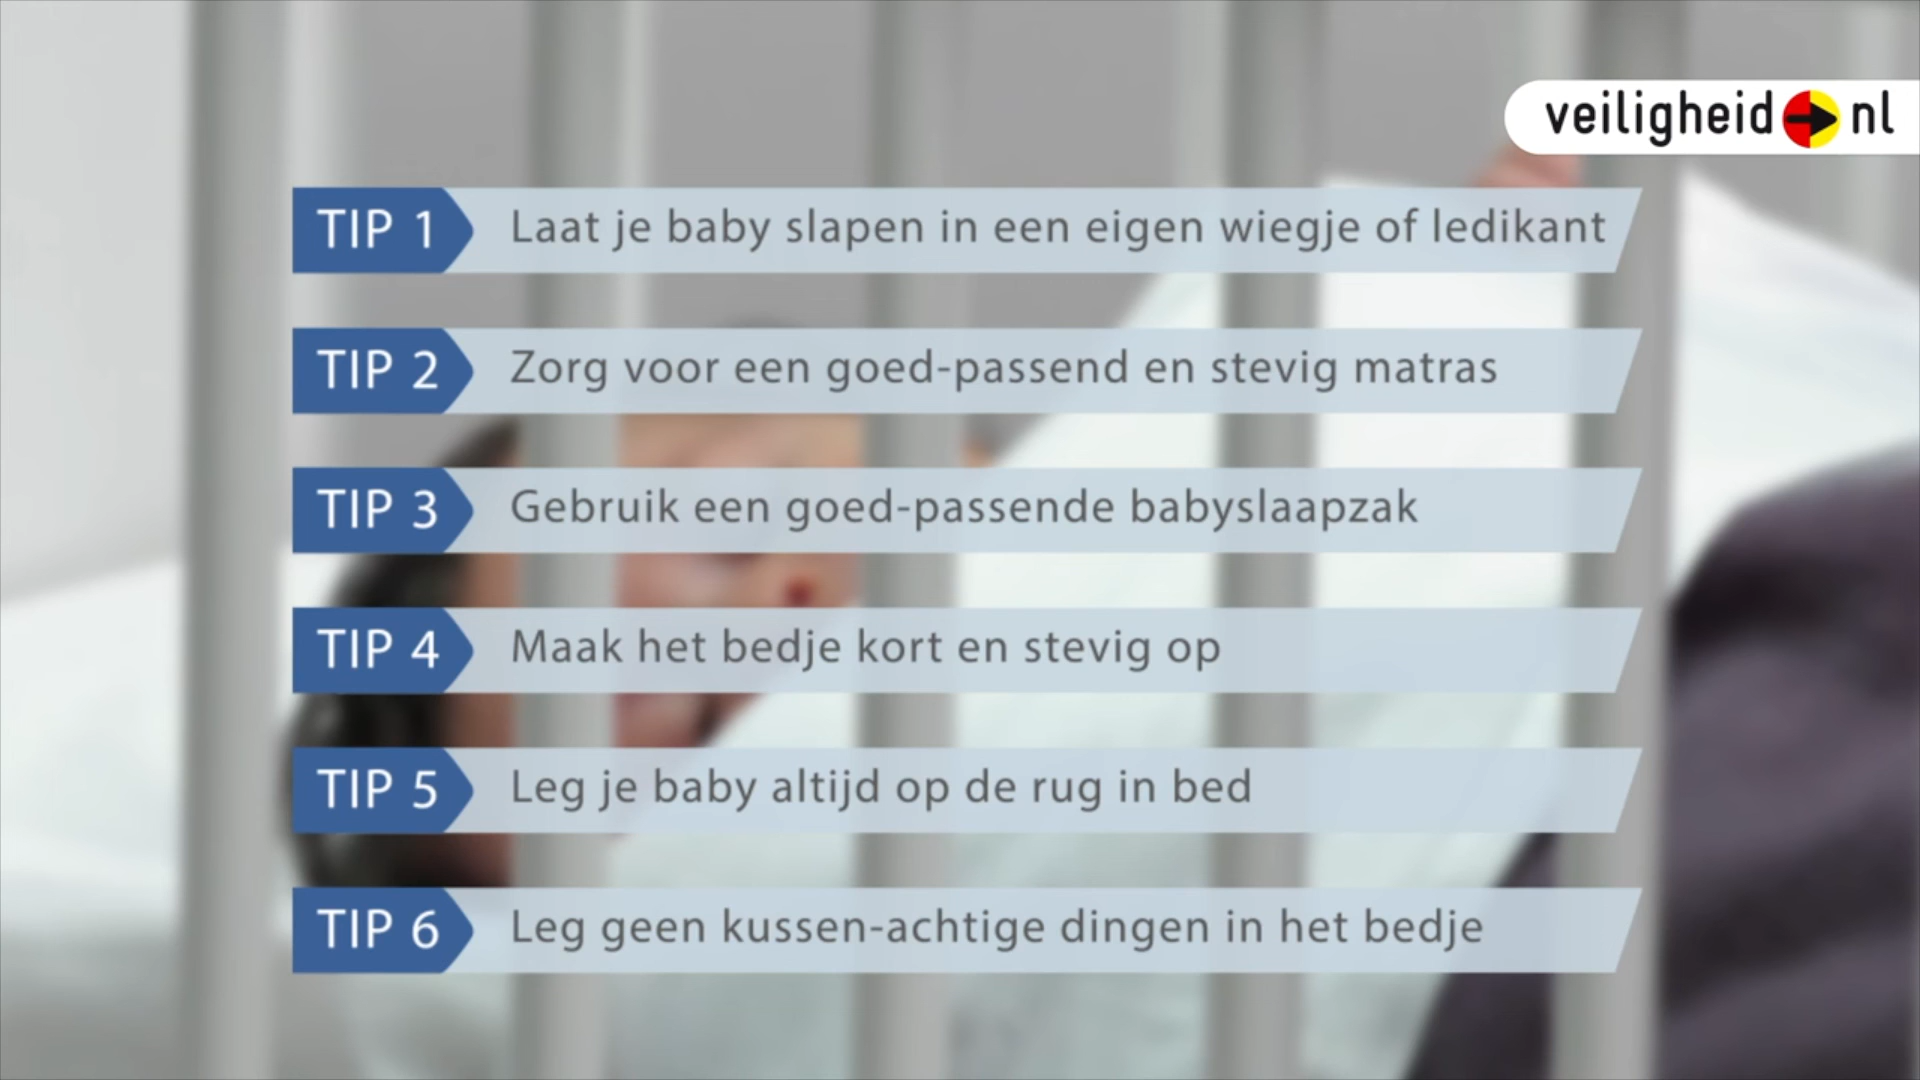 veiligheid nl
TIP 1 Laat je baby slapen in een eigen wiegje of ledikant
TIP 2 Zorg voor een goed-passend en stevig matras
TIP 3 Gebruik een goed-passende babyslaapzak
TIP 4 Maak het bedje kort en stevig op
TIP 5 Leg je baby altijd op de rug in bed
TIP 6 Leg geen kussen-achtige dingen in het bedje